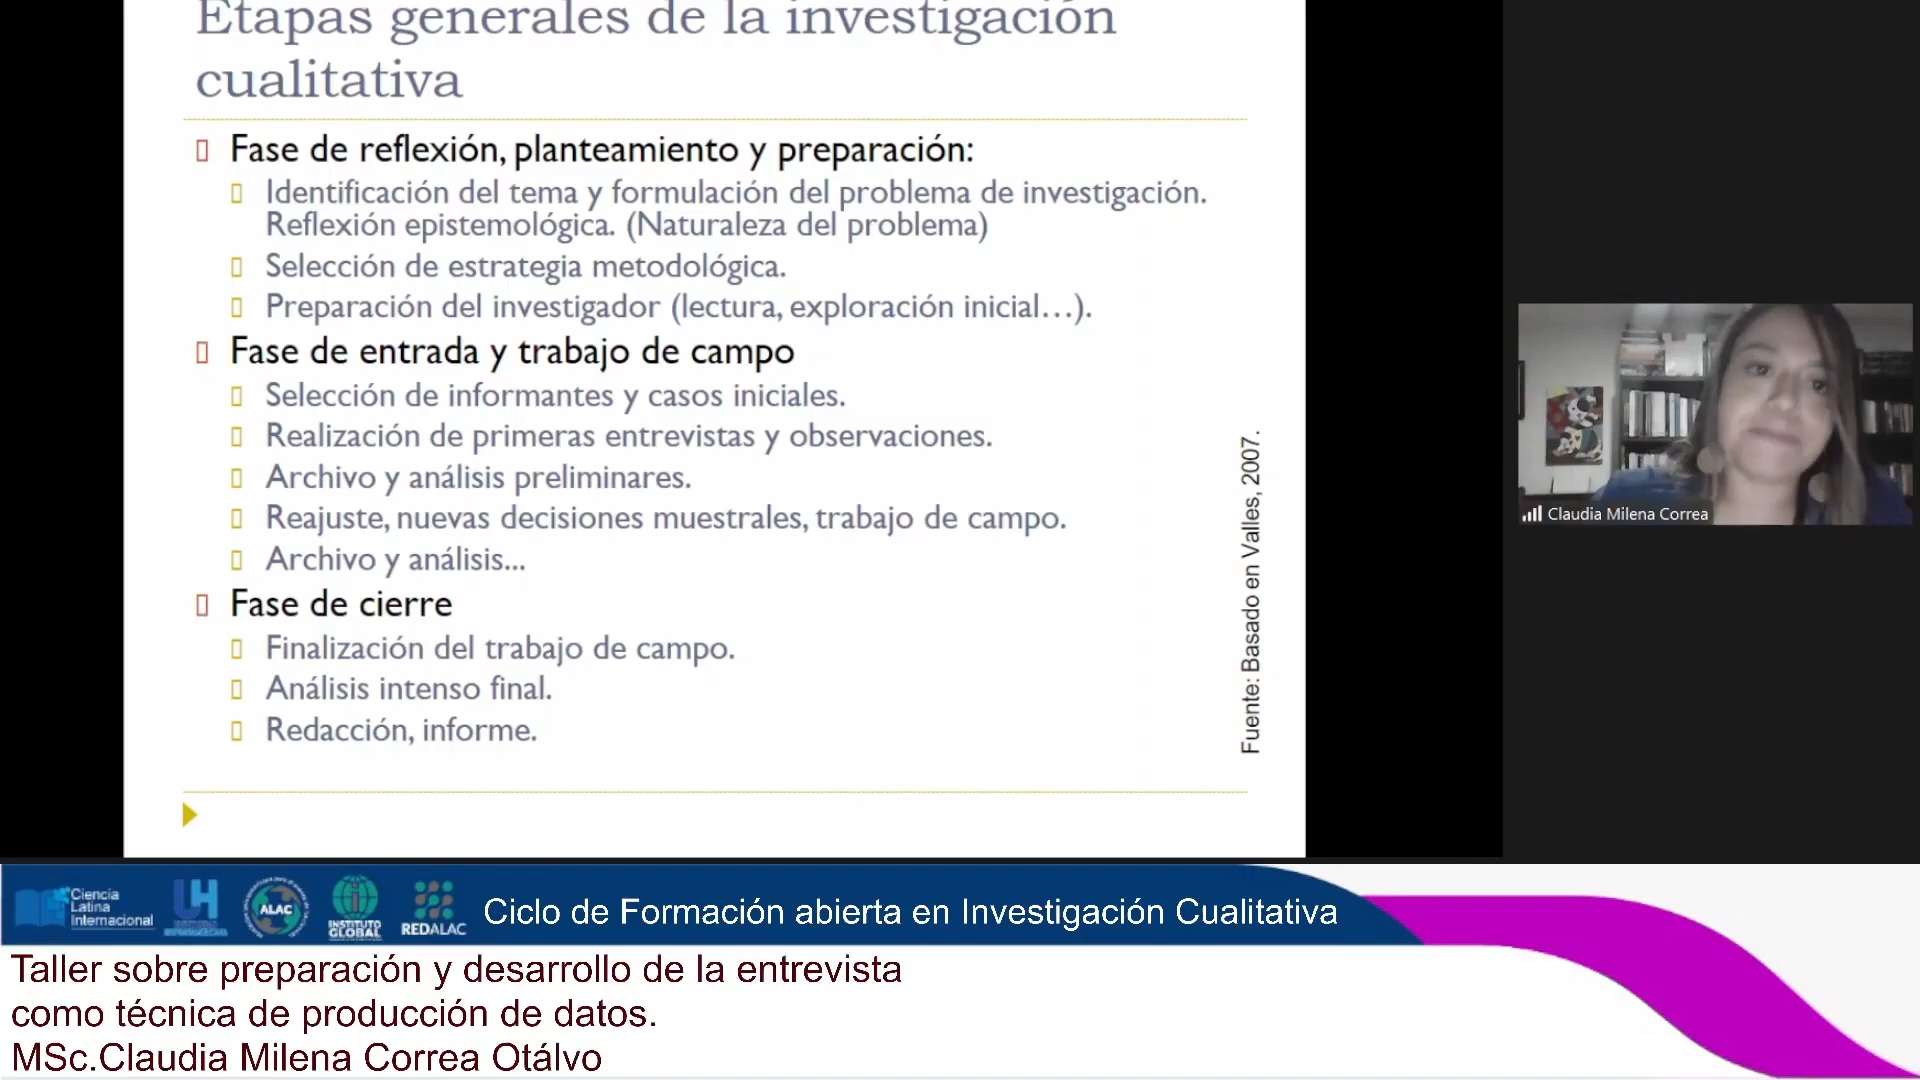 Etapas generales de la investigación
cualitativa
Fase de reflexión, planteamiento y preparación:
Identificación del tema y formulación del problema de investigación.
Reflexión epistemológica. (Naturaleza del problema)
Selección de estrategia metodológica.
Preparación del investigador (lectura, exploración inicial…).
Fase de entrada y trabajo de campo
Selección de informantes y casos iniciales.
Realización de primeras entrevistas y observaciones.
Archivo y análisis preliminares.
Reajuste, nuevas decisiones muestrales, trabajo de campo.
Archivo y análisis...
Fase de cierre
Finalización del trabajo de campo.
Análisis intenso final.
Redacción, informe.
Fuente: Basado en Valles, 2007.
Claudia Milena Correa
Ciencia
Latina
Internacional
UH
ALAC
INSTITUTO
GLOBAL
REDALAC
Ciclo de Formación abierta en Investigación Cualitativa
Taller sobre preparación y desarrollo de la entrevista
como técnica de producción de datos.
MSc.Claudia Milena Correa Otálvo